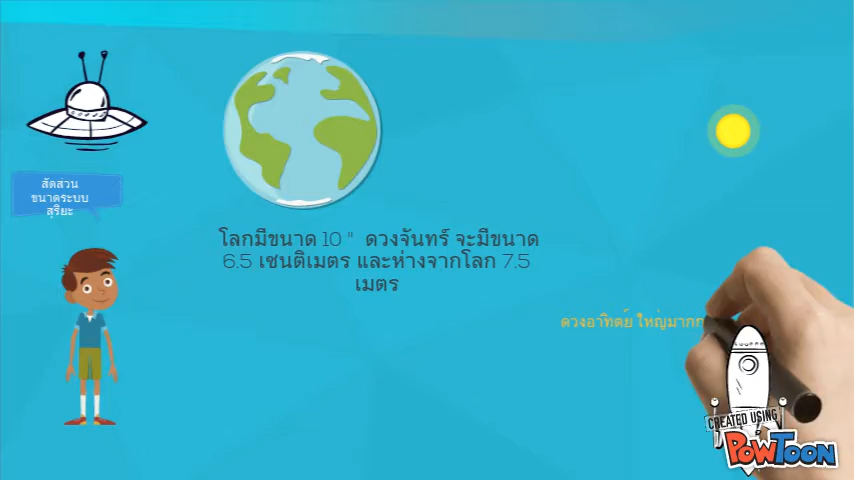 สัดส่วน
ขนาดระบบ
สุริยะ
โลกมีขนาด 10 " ดวงจันทร์ จะมีขนาด
6.5 เซนติเมตร และห่างจากโลก 7.5
เมตร
ดวงอาทิตย์ ใหญ่มากก
CREATED USING
POWTOON